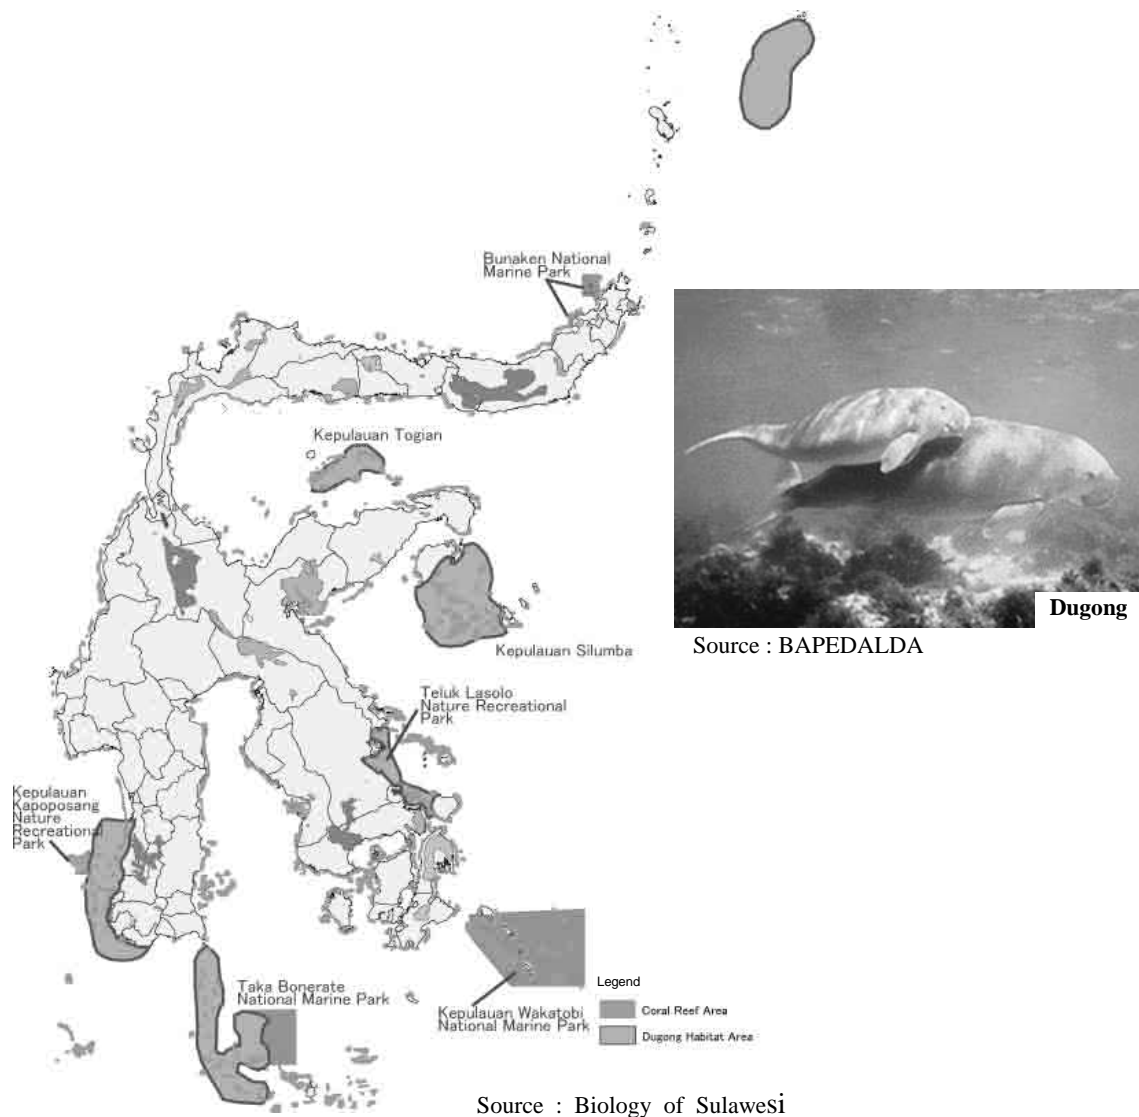 Bunaken National
Marine Park
Kepulauan Togian
Dugong
Source : BAPEDALDA
Kepulauan Silumba
Teluk Lasolo
Nature Recreational
Park
Kepulauan
Kapoposang
Nature
Recreational
Park
Taka Bonerate
National Marine Park
Kepulauan Wakatobi
National Marine Park
Legend
Coral Reef Area
Dugong Habitat Area
Source : Biology of Sulawesi